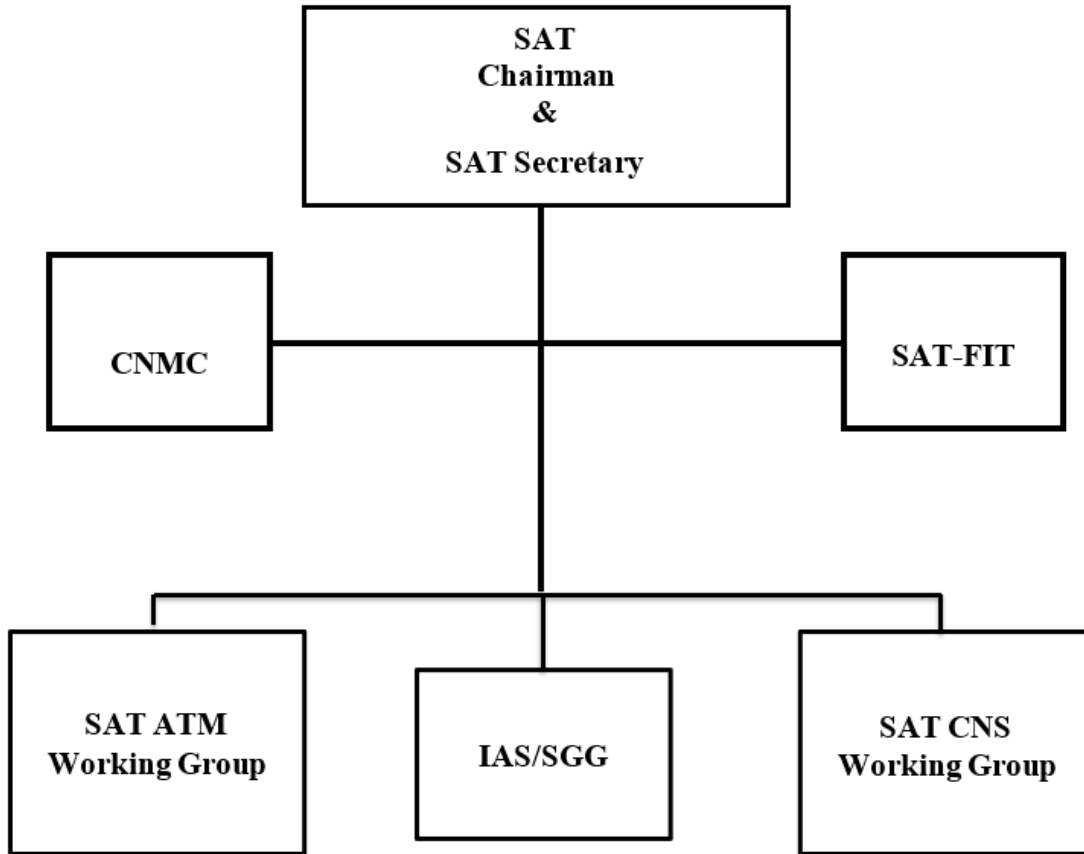 SAT
Chairman
&
SAT Secretary
CNMC
SAT-FIT
SAT ATM
Working Group
IAS/SGG
SAT CNS
Working Group